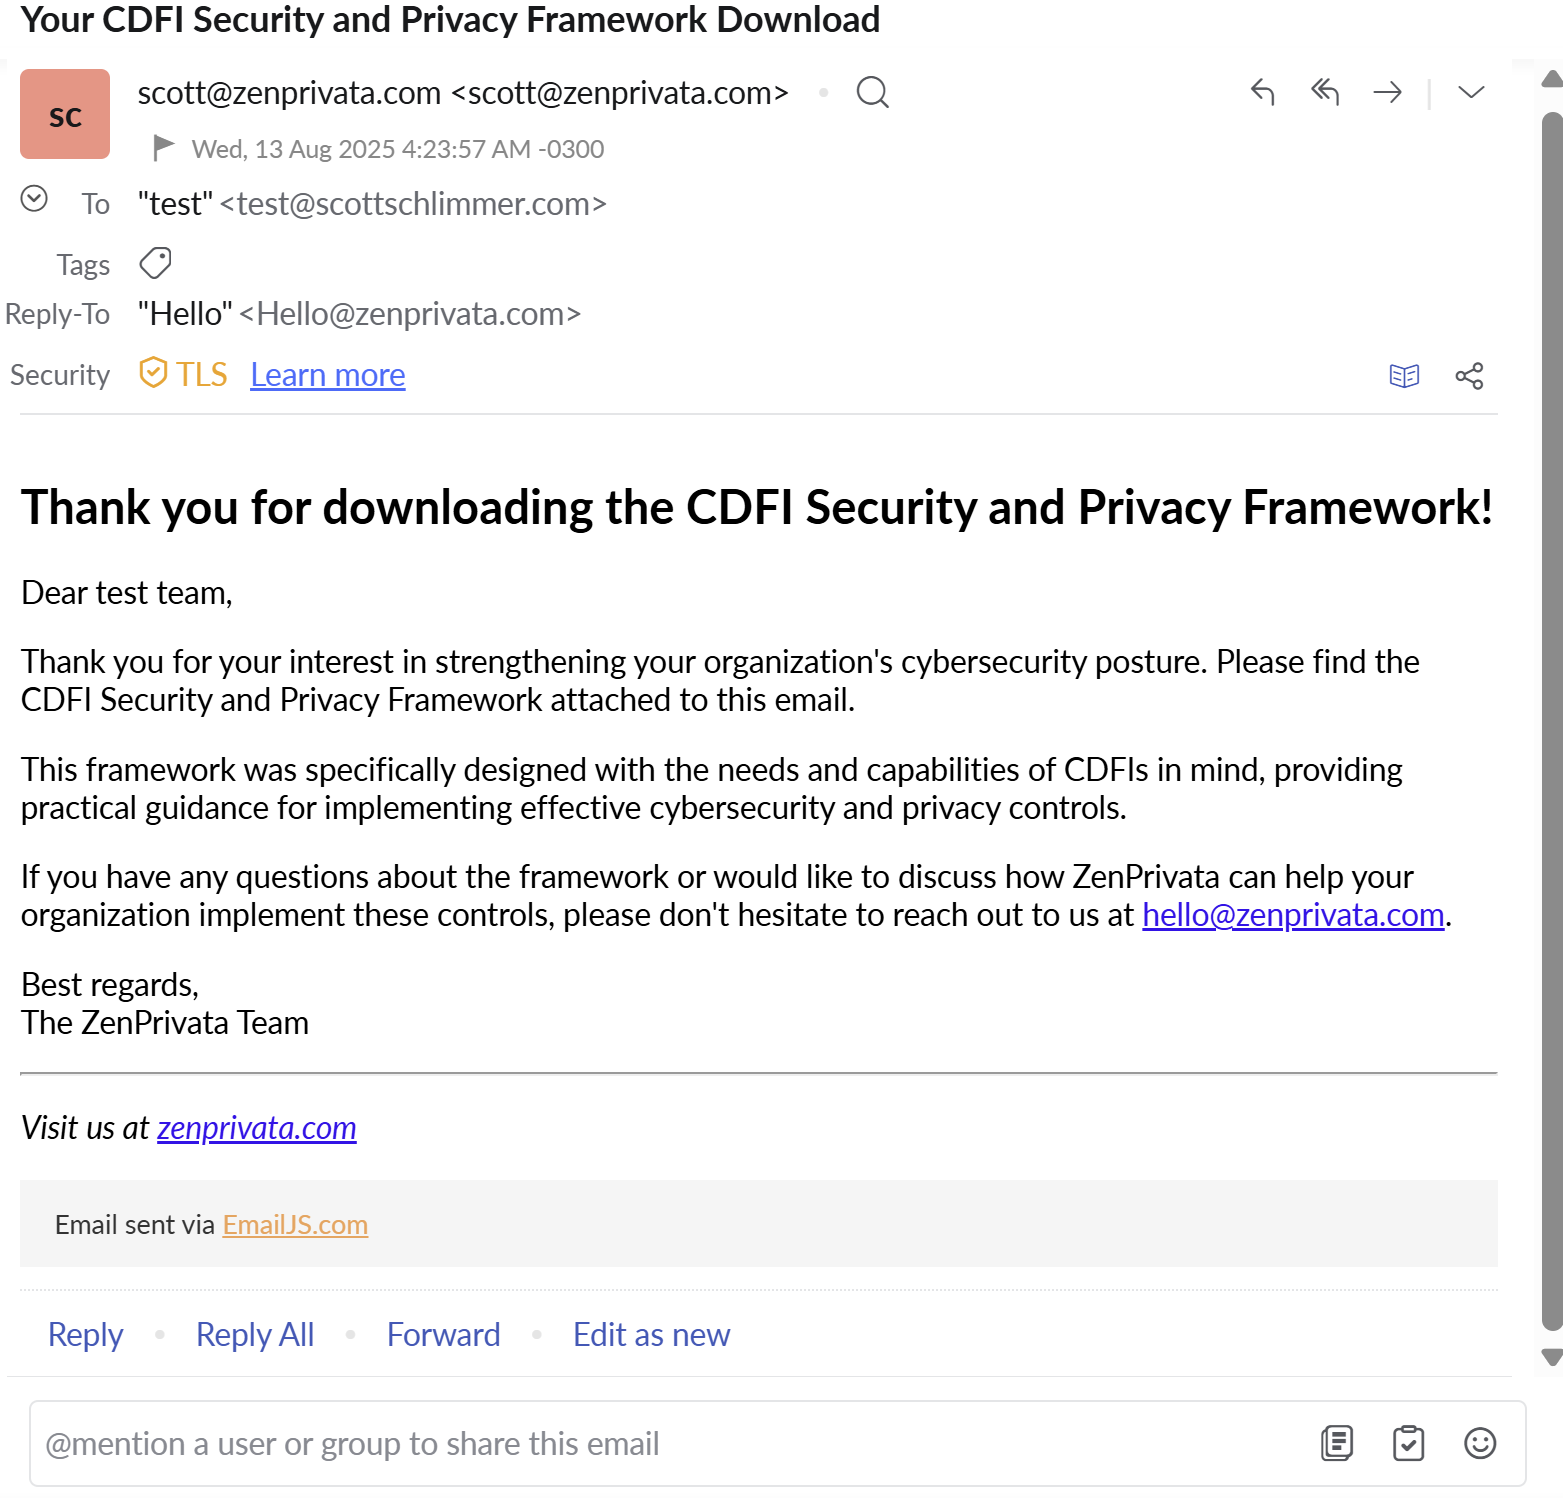 Your CDFI Security and Privacy Framework Download
SC
scott@zenprivata.com <scott@zenprivata.com>
Wed, 13 Aug 2025 4:23:57 AM -0300
To "test" <test@scottschlimmer.com>
Tags
Reply-To "Hello" <Hello@zenprivata.com>
Security TLS Learn more
Thank you for downloading the CDFI Security and Privacy Framework!
Dear test team,
Thank you for your interest in strengthening your organization's cybersecurity posture. Please find the
CDFI Security and Privacy Framework attached to this email.
This framework was specifically designed with the needs and capabilities of CDFIs in mind, providing
practical guidance for implementing effective cybersecurity and privacy controls.
If you have any questions about the framework or would like to discuss how ZenPrivata can help your
organization implement these controls, please don't hesitate to reach out to us at hello@zenprivata.com.
Best regards,
The ZenPrivata Team
Visit us at zenprivata.com
Email sent via EmailJS.com
Reply Reply All Forward Edit as new
@mention a user or group to share this email